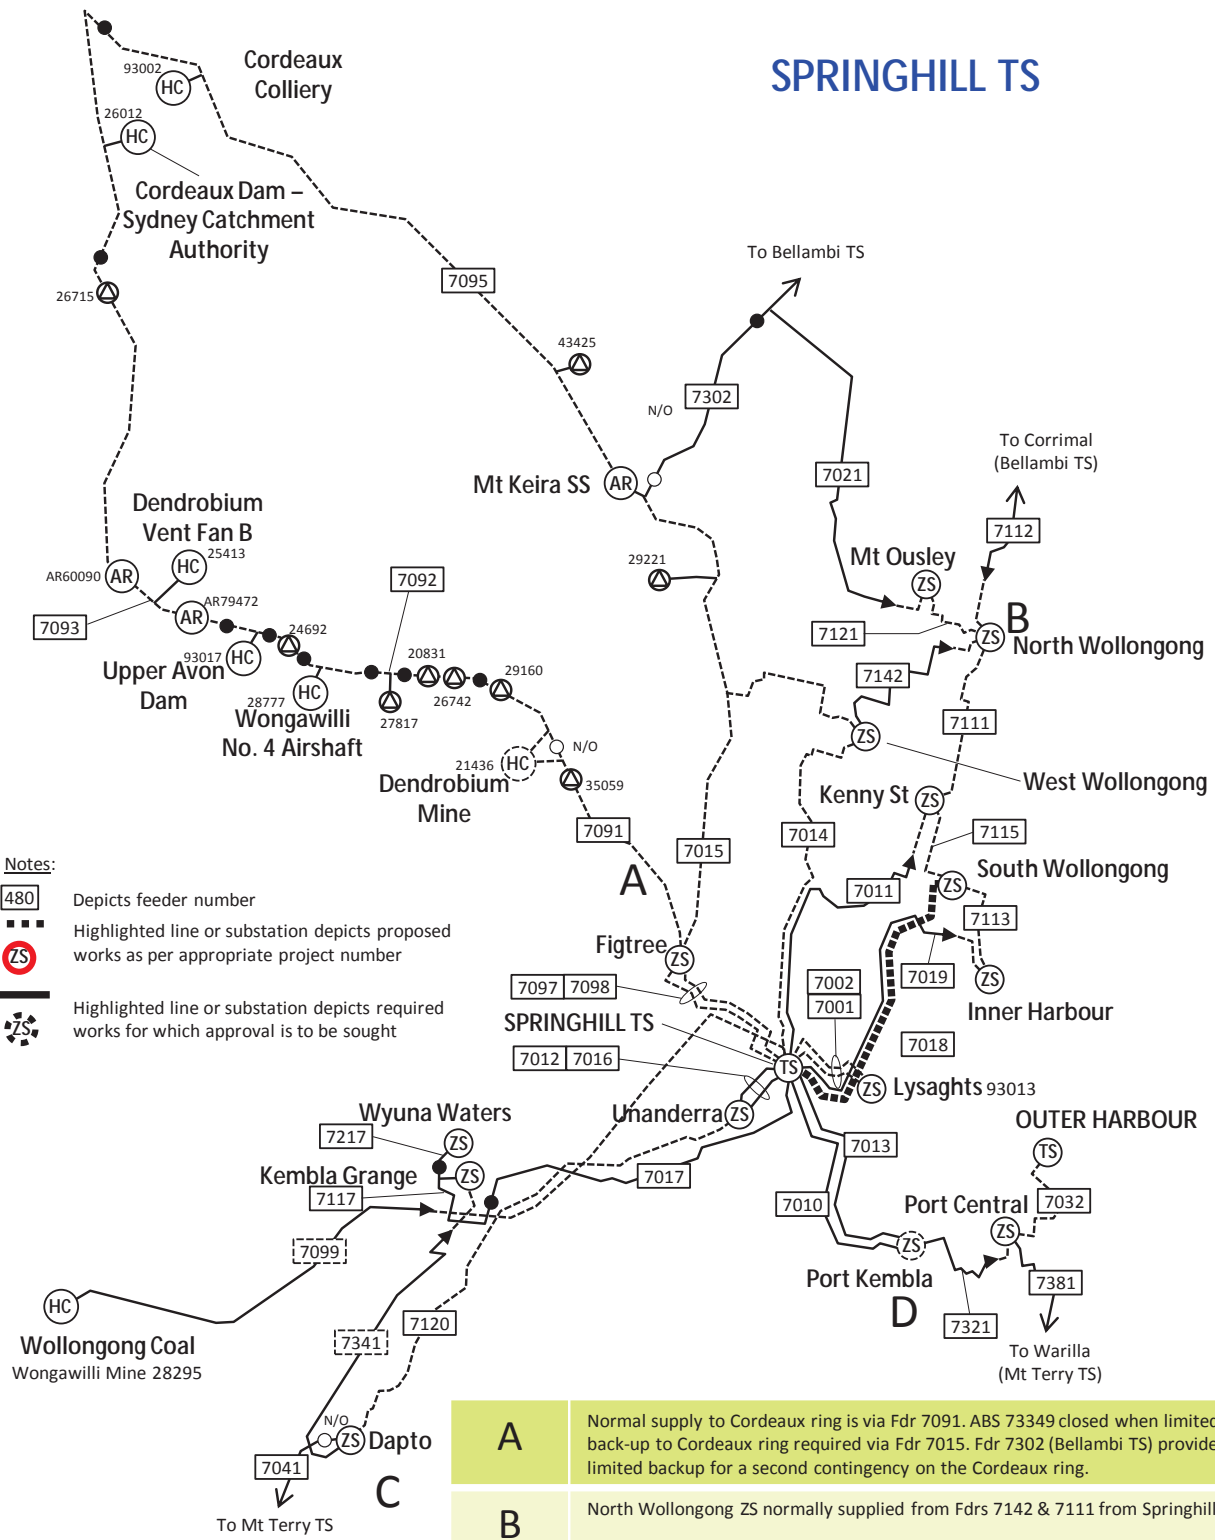 SPRINGHILL TS
Cordeaux
Colliery
93002
HC
26012
HC
Cordeaux Dam –
Sydney Catchment
Authority
7095
To Bellambi TS
26715
43425
7302
N/O
To Corrimal
(Bellambi TS)
7021
Mt Keira SS
AR
7112
Dendrobium
Vent Fan B
25413
HC
Mt Ousley
ZS
29221
7092
AR60090
AR
AR79472
AR
7093
B
7121
ZS
North Wollongong
24692
93017
HC
Upper Avon
Dam
20831
29160
7142
28777
HC
26742
27817
Wongawilli
No. 4 Airshaft
7111
ZS
N/O
21436
HC
West Wollongong
Dendrobium
Mine
35059
Kenny St
ZS
7091
7014
7115
7015
Notes:
A
South Wollongong
ZS
7011
480
Depicts feeder number
7113
Highlighted line or substation depicts proposed
works as per appropriate project number
ZS
Figtree
ZS
7019
ZS
7097
7098
7002
7001
Inner Harbour
Highlighted line or substation depicts required
works for which approval is to be sought
ZS
SPRINGHILL TS
7018
7012
7016
TS
ZS
Lysaghts 93013
Wyuna Waters
Unanderra
ZS
OUTER HARBOUR
7217
ZS
7013
TS
Kembla Grange
ZS
7017
7117
7010
Port Central
7032
ZS
7099
ZS
Port Kembla
7381
HC
D
7321
Wollongong Coal
Wongawilli Mine 28295
7341
7120
To Warilla
(Mt Terry TS)
N/O
ZS
Dapto
7041
C
To Mt Terry TS
A
Normal supply to Cordeaux ring is via Fdr 7091. ABS 73349 closed when limited
back-up to Cordeaux ring required via Fdr 7015. Fdr 7302 (Bellambi TS) provide
limited backup for a second contingency on the Cordeaux ring.
B
North Wollongong ZS normally supplied from Fdrs 7142 & 7111 from Springhill